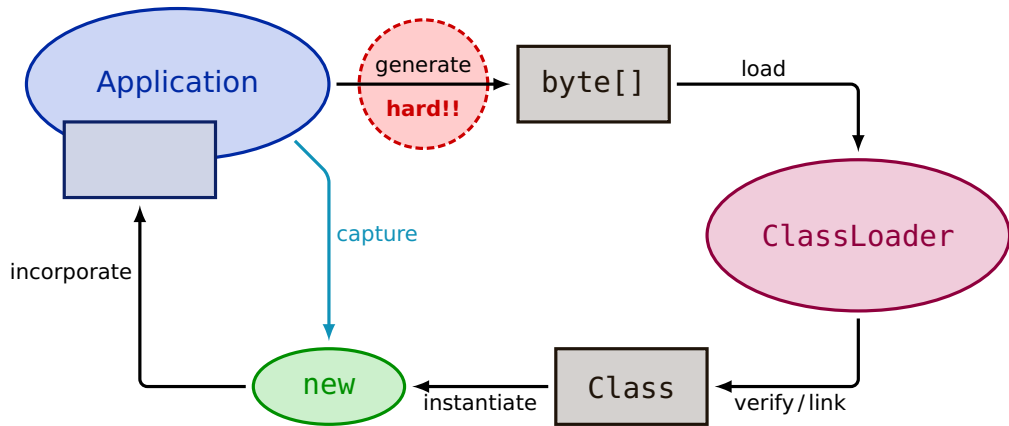 Application
generate
hard!!
byte[]
load
ClassLoader
capture
incorporate
new
instantiate
Class
verify/link